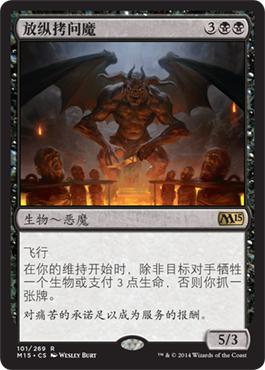 放纵拷问魔 3
生物～恶魔 M15
飞行
在你的维持开始时，除非目标对手牺牲
一个生物或支付 3 点生命，否则你抓一
张牌。
对痛苦的承诺足以成为服务的报酬。
5/3
101/269 R
M15 • CS WESLEY BURT ™ & © 2014 Wizards of the Coast